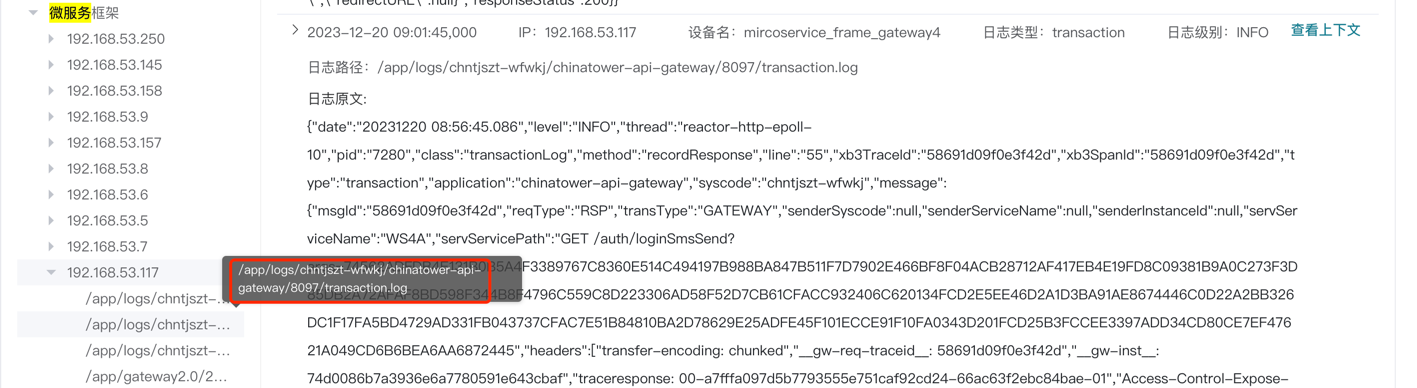 微服务框架
192.168.53.250
192.168.53.145
192.168.53.158
192.168.53.9
192.168.53.157
192.168.53.8
192.168.53.6
192.168.53.5
192.168.53.7
192.168.53.117
/app/logs/chntjszt-...
/app/logs/chntjszt-...
/app/logs/chntjszt-...
/app/gateway2.0/2...
/app/logs/chntjszt-wfwkj/chinatower-api-
gateway/8097/transaction.log
\",\"redirectURL\":null}","responseStatus":200}}
2023-12-20 09:01:45,000 IP：192.168.53.117 设备名：mircoservice_frame_gateway4 日志类型：transaction 日志级别：INFO 查看上下文
日志路径：/app/logs/chntjszt-wfwkj/chinatower-api-gateway/8097/transaction.log
日志原文:
{"date":"20231220 08:56:45.086","level":"INFO","thread":"reactor-http-epoll-
10","pid":"7280","class":"transactionLog","method":"recordResponse","line":"55","xb3TraceId":"58691d09f0e3f42d","xb3SpanId":"58691d09f0e3f42d","t
ype":"transaction","application":"chinatower-api-gateway","syscode":"chntjszt-wfwkj","message":
{"msgId":"58691d09f0e3f42d","reqType":"RSP","transType":"GATEWAY","senderSyscode":null,"senderServiceName":null,"senderInstanceId":null,"servSer
viceName":"WS4A","servServicePath":"GET /auth/loginSmsSend?
A4F3389767C8360E514C494197B988BA847B511F7D7902E466BF8F04ACB28712AF417EB4E19FD8C09381B9A0C273F3D
4796C559C8D223306AD58F52D7CB61CFACC932406C620134FCD2E5EE46D2A1D3BA91AE8674446C0D22A2BB326
DC1F17FA5BD4729AD331FB043737CFAC7E51B84810BA2D78629E25ADFE45F101ECCE91F10FA0343D201FCD25B3FCCEE3397ADD34CD80CE7EF476
21A049CD6B6BEA6AA6872445","headers":["transfer-encoding: chunked","__gw-req-traceid__: 58691d09f0e3f42d","__gw-inst__:
74d0086b7a3936e6a7780591e643cbaf","traceresponse: 00-a7fffa097d5b7793555e751caf92cd24-66ac63f2ebc84bae-01","Access-Control-Expose-